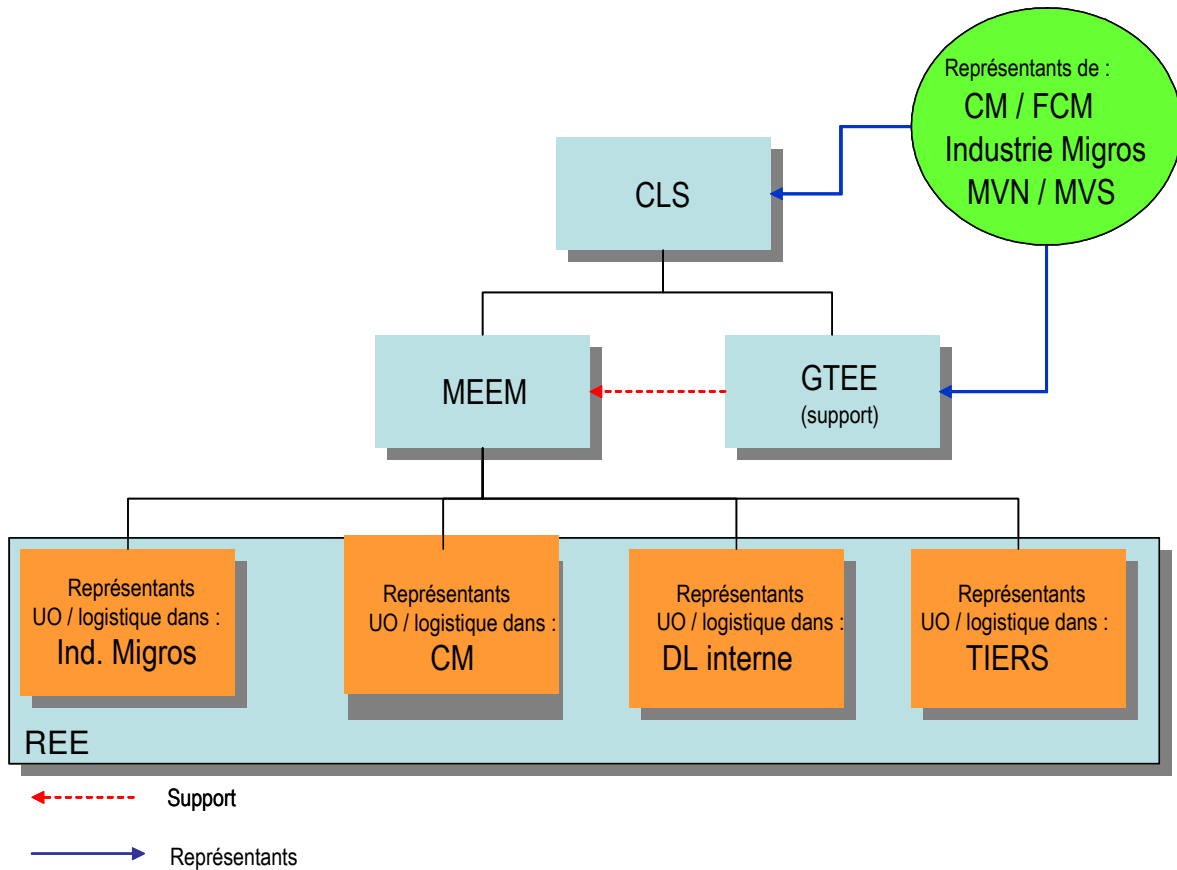 Représentants de :
CM / FCM
Industrie Migros
MVN / MVS
CLS
MEEM
GTEE
(support)
Représentants
UO / logistique dans :
Ind. Migros
Représentants
UO / logistique dans :
CM
Représentants
UO / logistique dans :
DL interne
Représentants
UO / logistique dans :
TIERS
REE
Support
Représentants